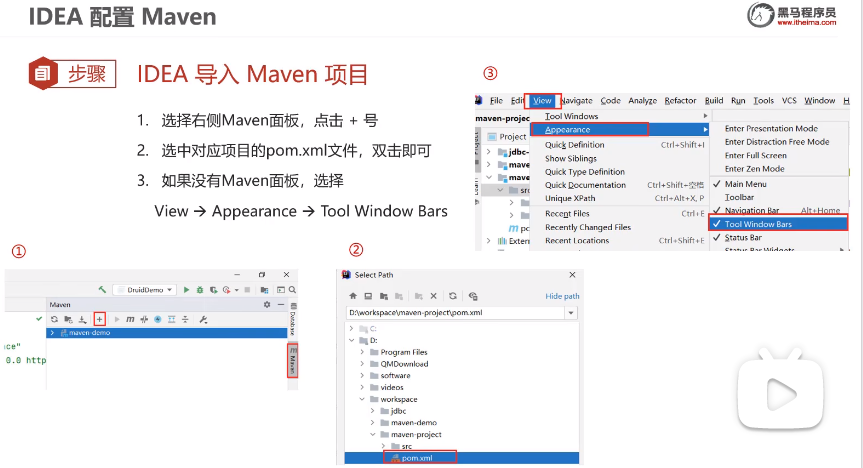 IDEA 配置 Maven
黑马程序员
www.itheima.com
步骤
IDEA 导入 Maven 项目
1. 选择右侧Maven面板，点击 + 号
2. 选中对应项目的pom.xml文件，双击即可
3. 如果没有Maven面板，选择
View → Appearance → Tool Window Bars
①
DruidDemo
Maven
maven-demo
Database
Maven
0.0 http
②
Select Path
Hide path
D:\workspace\maven-project\pom.xml
C:
D:
Program Files
QMDownload
software
videos
workspace
jdbc
maven-demo
maven-project
src
pom.xml
③
File Edit View Navigate Code Analyze Refactor Build Run Tools VCS Window H
maven-projec
Project
jdbc-
mave
mave
src
po
Extern
Tool Windows
Appearance
Quick Definition Ctrl+Shift+I
Show Siblings
Quick Type Definition
Quick Documentation Ctrl+Shift+空格
Unique XPath Ctrl+Alt+X, P
Recent Files Ctrl+E
Recently Changed Files
Recent Locations Ctrl+Shift+E
Enter Presentation Mode
Enter Distraction Free Mode
Enter Full Screen
Enter Zen Mode
Main Menu
Toolbar
Navigation Bar Alt+Home
Tool Window Bars
Status Bar
Status Bar Widgets